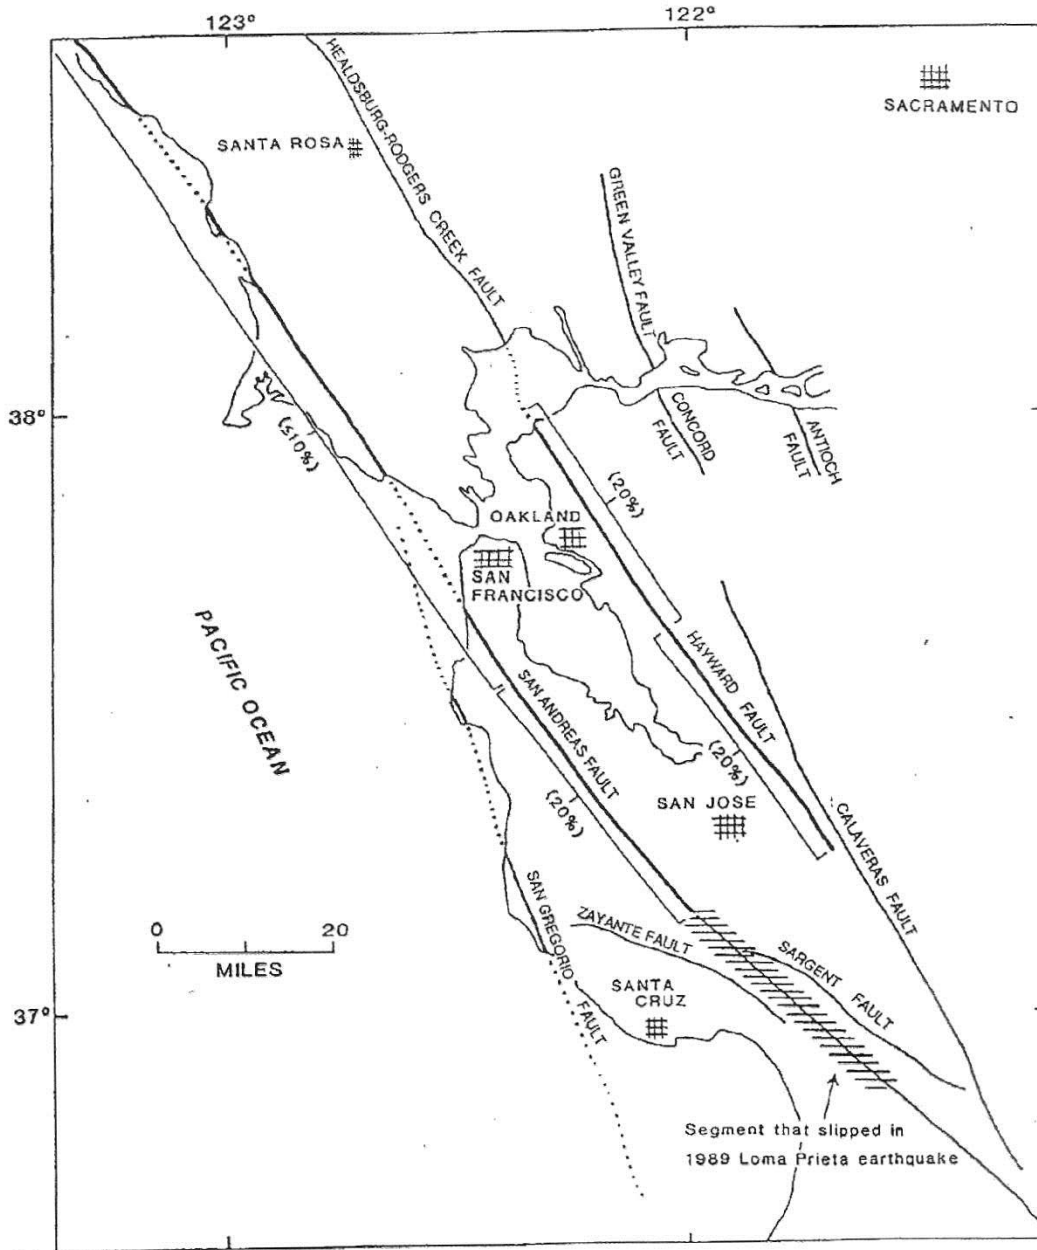 123°
122°
SACRAMENTO
HEALDSBURG-RODGERS CREEK FAULT
SANTA ROSA
GREEN VALLEY FAULT
38°
(≤10%)
CONCORD
FAULT
ANTIOCH
FAULT
(20%)
OAKLAND
SAN
FRANCISCO
PACIFIC OCEAN
HAYWARD FAULT
SAN ANDREAS FAULT
(20%)
(20%)
SAN JOSE
CALAVERAS FAULT
SAN GREGORIO FAULT
ZAYANTE FAULT
SARGENT FAULT
0 20
MILES
SANTA
CRUZ
37°
Segment that slipped in
1989 Loma Prieta earthquake